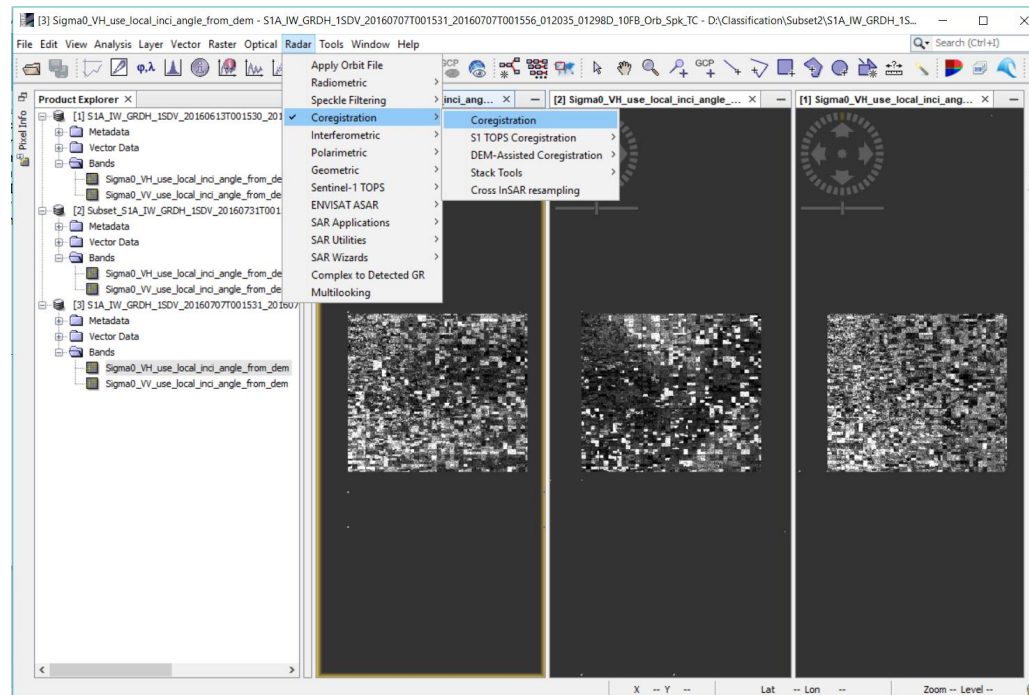 [3] Sigma0_VH_use_local_inci_angle_from_dem - S1A_IW_GRDH_1SDV_20160707T001531_20160707T001556_012035_01298D_10FB_Orb_Spk_TC - D:\Classification\Subset2\S1A_IW_GRDH_1S...
File Edit View Analysis Layer Vector Raster Optical Radar Tools Window Help
Search (Ctrl+I)
φ,λ
GCP
GCP
Apply Orbit File
Radiometric
Speckle Filtering
Coregistration
Interferometric
Polarimetric
Geometric
Sentinel-1 TOPS
ENVISAT ASAR
SAR Applications
SAR Utilities
SAR Wizards
Complex to Detected GR
Multilooking
Coregistration
S1 TOPS Coregistration
DEM-Assisted Coregistration
Stack Tools
Cross InSAR resampling
Pixel Info
Product Explorer
[1] S1A_IW_GRDH_1SDV_20160613T001530_201
Metadata
Vector Data
Bands
Sigma0_VH_use_local_inci_angle_from_de
Sigma0_VV_use_local_inci_angle_from_de
[2] Subset_S1A_IW_GRDH_1SDV_20160731T001
Metadata
Vector Data
Bands
Sigma0_VH_use_local_inci_angle_from_de
Sigma0_VV_use_local_inci_angle_from_de
[3] S1A_IW_GRDH_1SDV_20160707T001531_201607
Metadata
Vector Data
Bands
Sigma0_VH_use_local_inci_angle_from_dem
Sigma0_VV_use_local_inci_angle_from_dem
inci_ang...
[2] Sigma0_VH_use_local_inci_angle_...
[1] Sigma0_VH_use_local_inci_ang...
X -- Y -- Lat -- Lon -- Zoom -- Level --